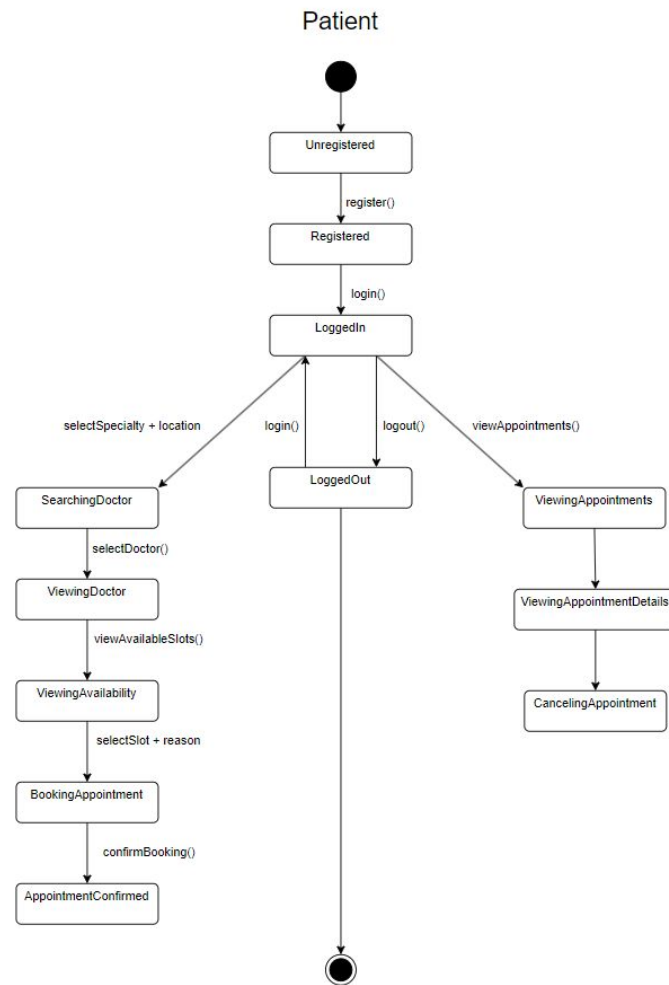 Patient
Unregistered
register()
Registered
login()
LoggedIn
selectSpecialty + location
login()
logout()
viewAppointments()
SearchingDoctor
LoggedOut
ViewingAppointments
selectDoctor()
ViewingDoctor
ViewingAppointmentDetails
viewAvailableSlots()
ViewingAvailability
CancelingAppointment
selectSlot + reason
BookingAppointment
confirmBooking()
AppointmentConfirmed